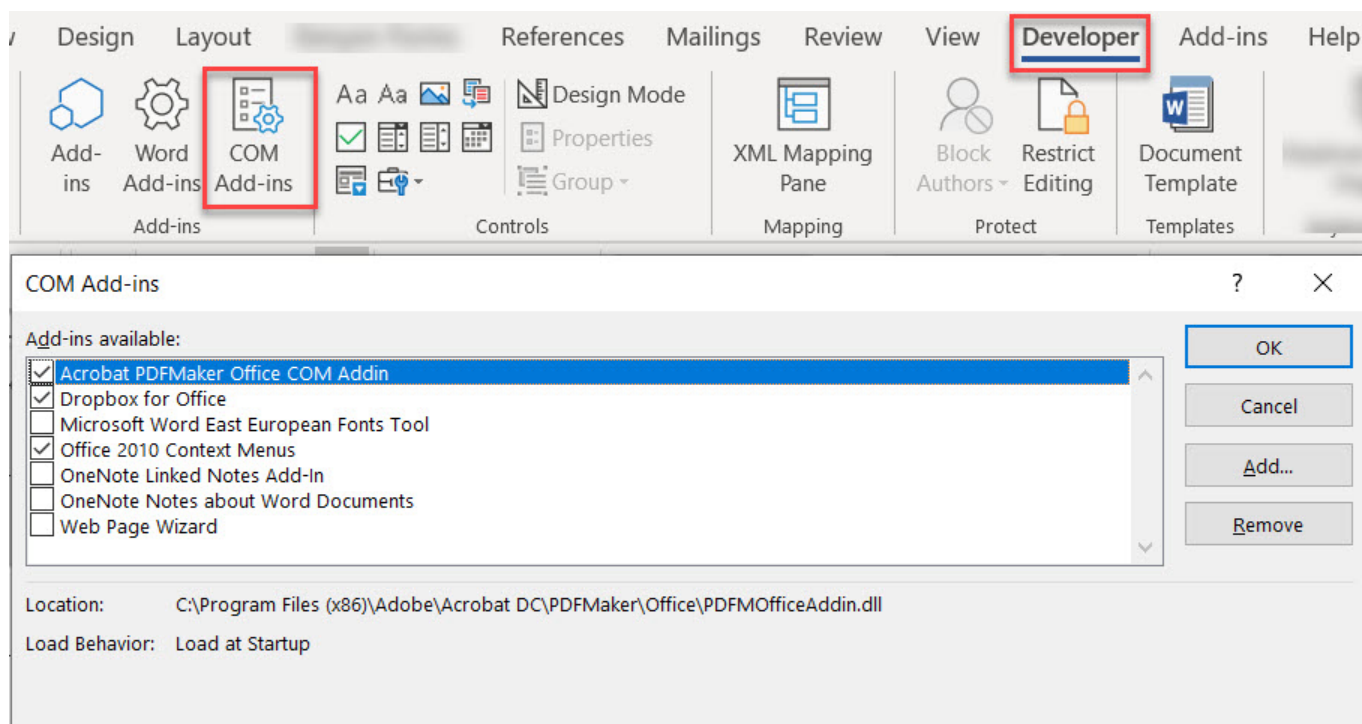 Design Layout References Mailings Review View Developer Add-ins Help
Add-
ins
Word
Add-ins
COM
Add-ins
Add-ins
Aa Aa
Design Mode
Properties
Group
Controls
XML Mapping
Pane
Mapping
Block
Authors
Restrict
Editing
Protect
W
Document
Template
Templates
COM Add-ins ?
Add-ins available:
Acrobat PDFMaker Office COM Addin
Dropbox for Office
Microsoft Word East European Fonts Tool
Office 2010 Context Menus
OneNote Linked Notes Add-In
OneNote Notes about Word Documents
Web Page Wizard
OK
Cancel
Add...
Remove
Location: C:\Program Files (x86)\Adobe\Acrobat DC\PDFMaker\Office\PDFMOfficeAddin.dll
Load Behavior: Load at Startup